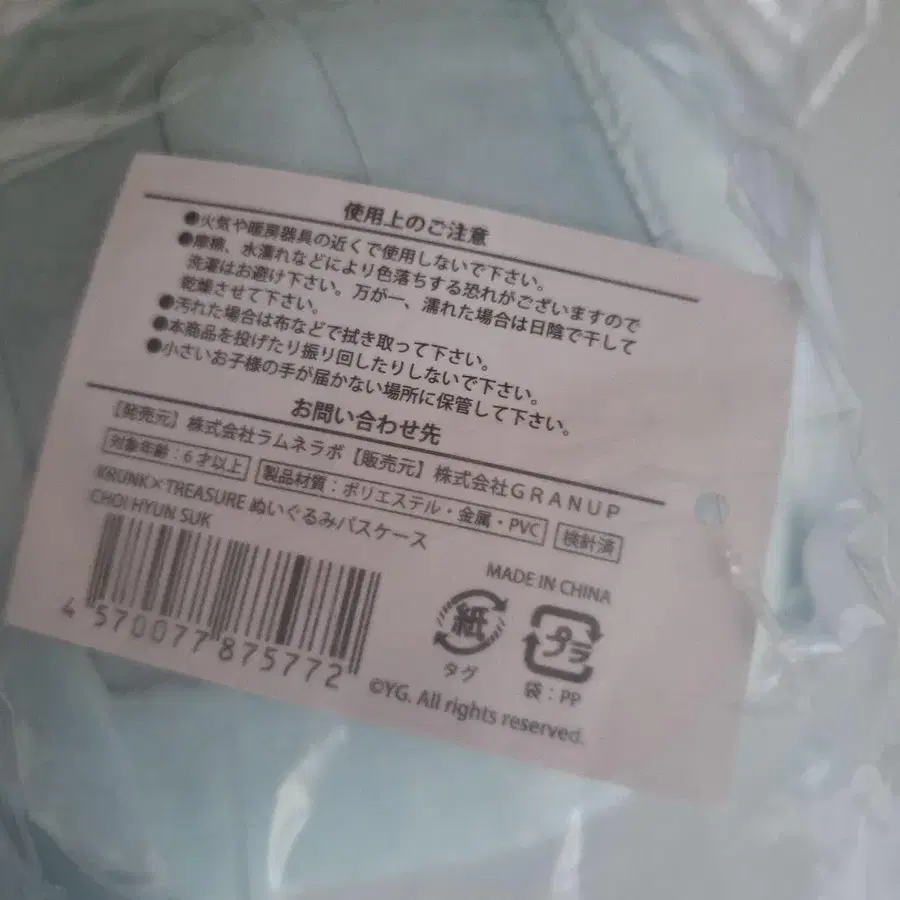 使用上のご注意
●火気や暖房器具の近くで使用しないで下さい。
●摩擦、水濡れなどにより色落ちする恐れがございますので
洗濯はお避け下さい。万が一、濡れた場合は日陰で干して
乾燥させて下さい。
●汚れた場合は布などで拭き取って下さい。
●本商品を投げたり振り回したりしないで下さい。
●小さいお子様の手が届かない場所に保管して下さい。
お問い合わせ先
【発売元】株式会社ラムネラボ【販売元】株式会社GRANUP
対象年齢:6才以上 製品材質:ポリエステル・金属・PVC 検針済
KRUNK×TREASURE ぬいぐるみパスケース
CHOI HYUN SUK
MADE IN CHINA
4 570077 875772
紙 プラ
タグ 袋:PP
©YG. All rights reserved.